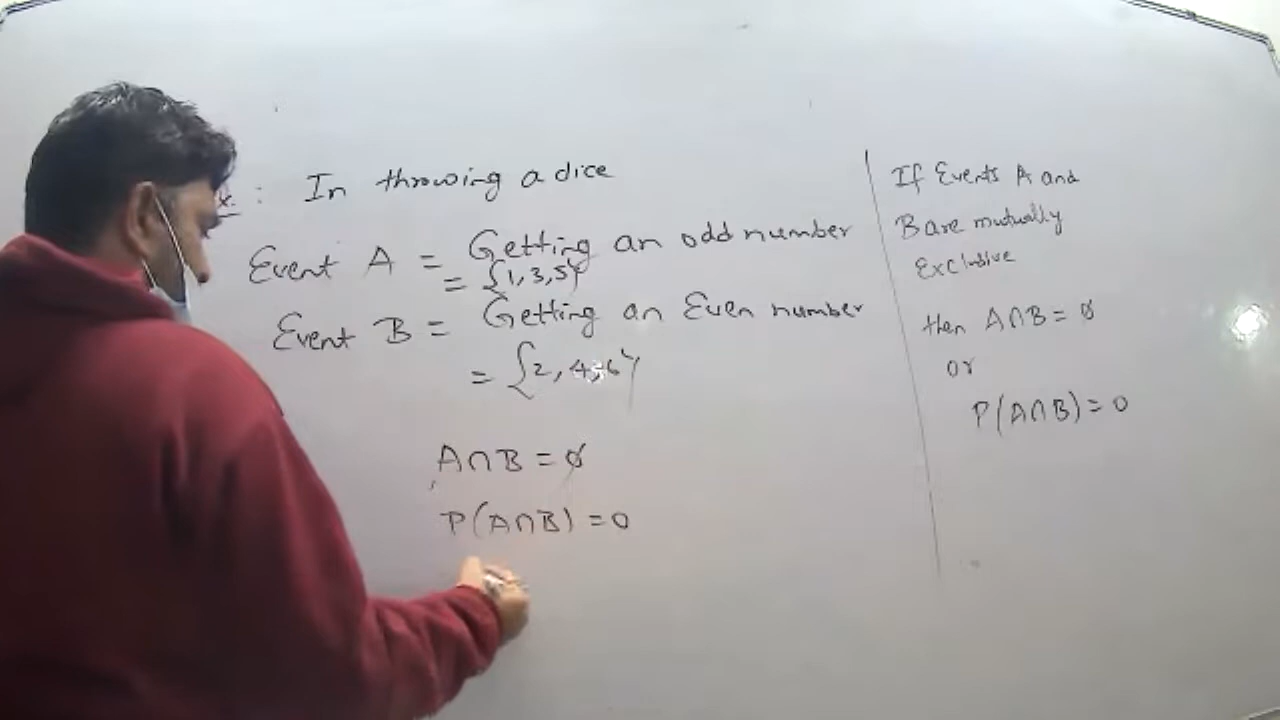 x. : In throwing a dice
Event A = Getting an odd number
= {1,3,5}
Event B = Getting an Even number
= {2,4,6}
A∩B = ø
P(A∩B) = 0
If Events A and
B are mutually
Exclusive
then A∩B = ø
or
P(A∩B) = 0